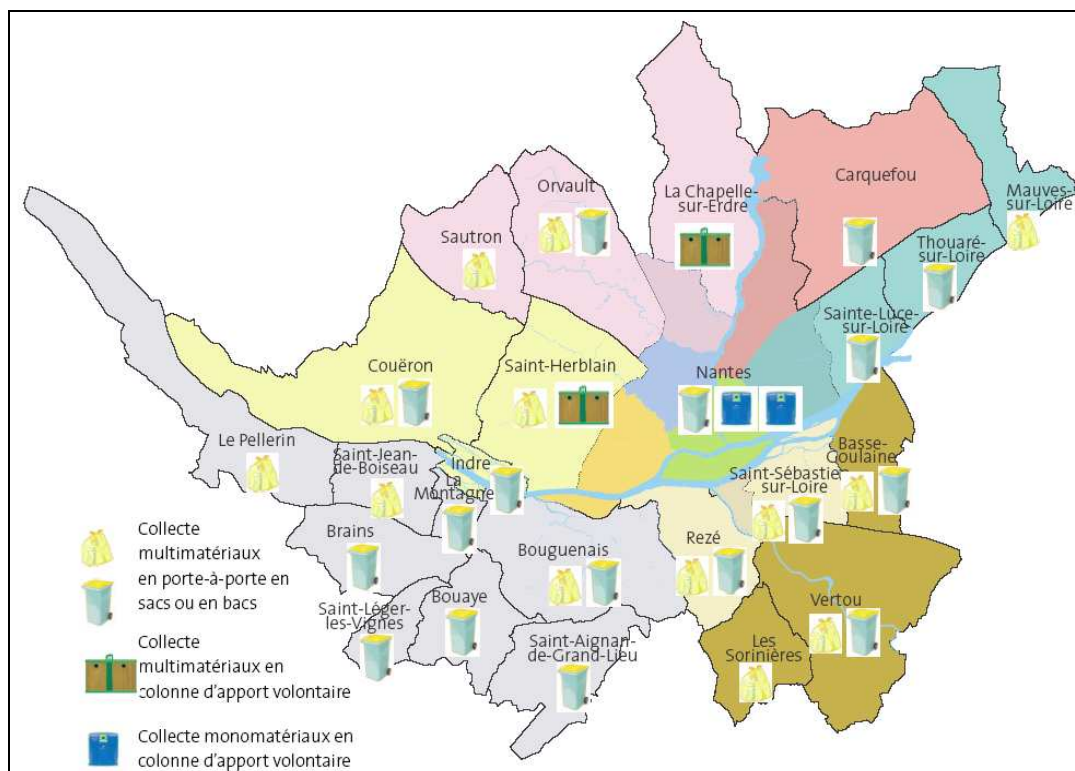 Orvault
La Chapelle-
sur-Erdre
Carquefou
Mauves-
sur-Loire
Sautron
Thouaré-
sur-Loire
Sainte-Luce-
sur-Loire
Couëron
Saint-Herblain
Nantes
Le Pellerin
Saint-Jean-
de-Boiseau
Indre
La
Montagne
Basse-
Goulaine
Saint-Sébastien
sur-Loire
Brains
Bouguenais
Rezé
Saint-Léger-
les-Vignes
Bouaye
Vertou
Saint-Aignan-
de-Grand-Lieu
Les
Sorinières
Collecte
multimatériaux
en porte-à-porte en
sacs ou en bacs
Collecte
multimatériaux en
colonne d'apport volontaire
Collecte monomatériaux en
colonne d'apport volontaire